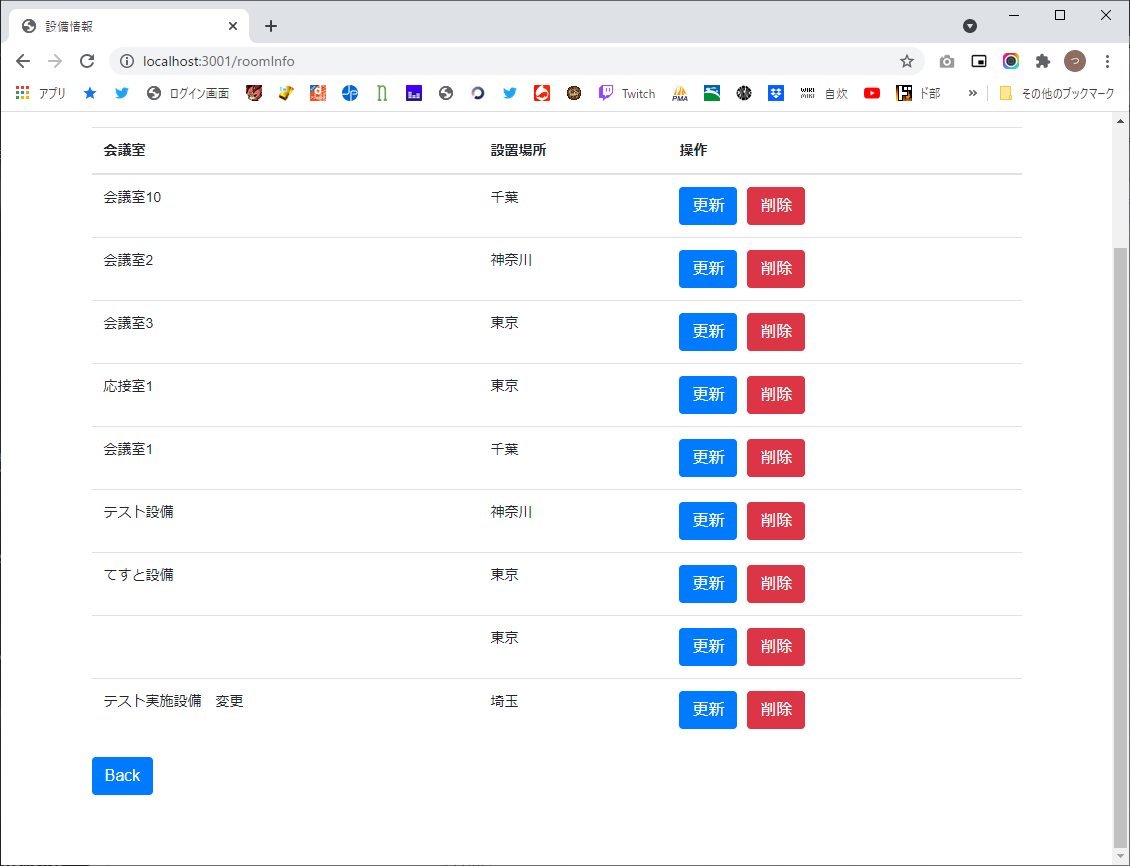 設備情報
localhost:3001/roomInfo
アプリ ログイン画面 Twitch PMA WIKI WIKI 自炊 ド部 » その他のブックマーク
会議室 設置場所 操作
会議室10 千葉 更新 削除
会議室2 神奈川 更新 削除
会議室3 東京 更新 削除
応接室1 東京 更新 削除
会議室1 千葉 更新 削除
テスト設備 神奈川 更新 削除
てすと設備 東京 更新 削除
東京 更新 削除
テスト実施設備　変更 埼玉 更新 削除
Back